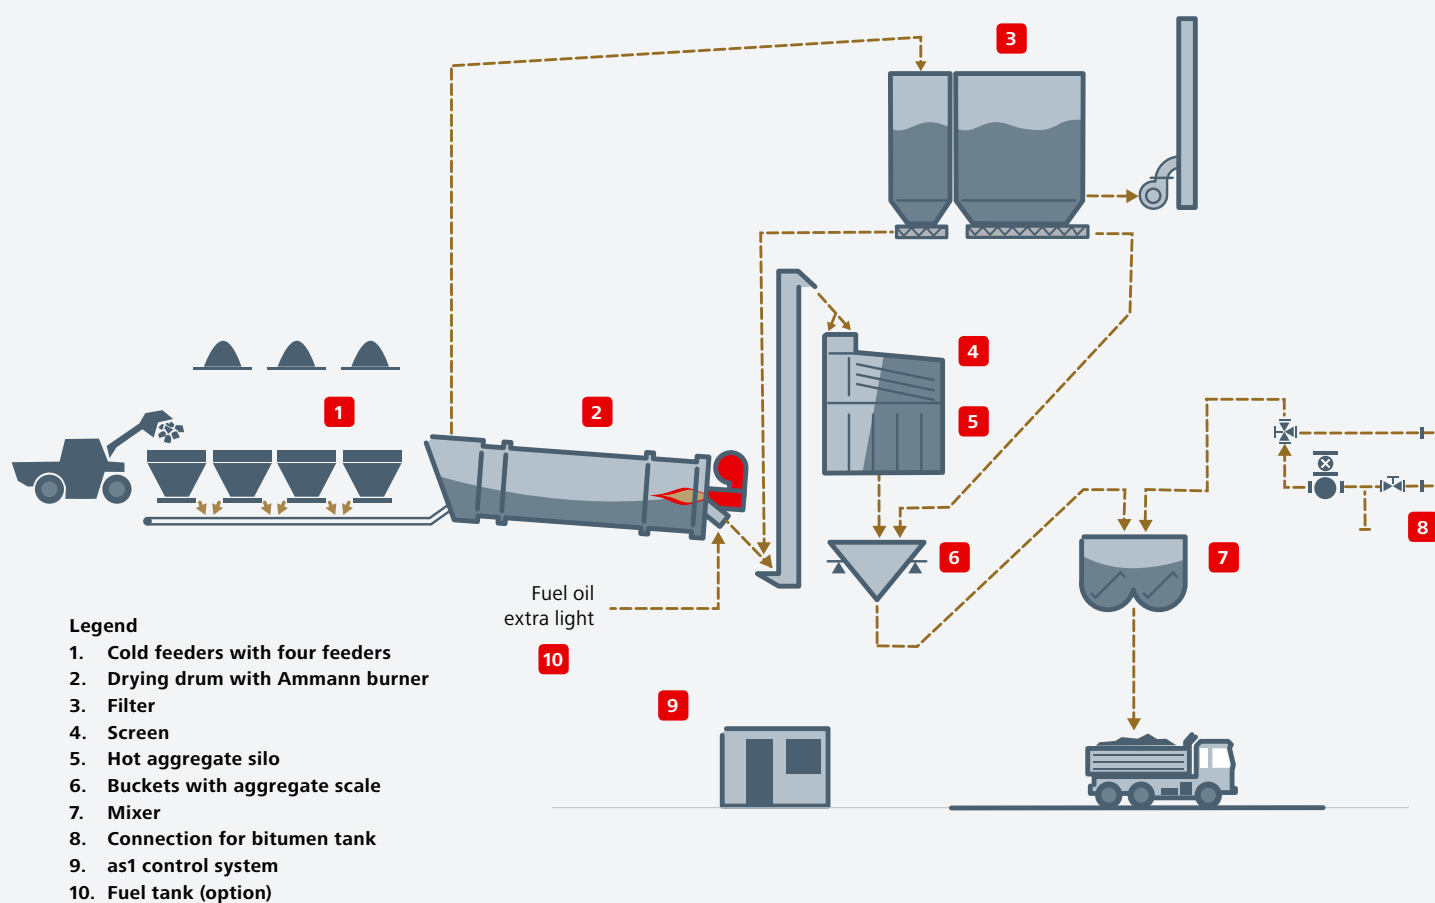 3
1
2
4
5
6
7
8
Fuel oil
extra light
10
9
Legend
1. Cold feeders with four feeders
2. Drying drum with Ammann burner
3. Filter
4. Screen
5. Hot aggregate silo
6. Buckets with aggregate scale
7. Mixer
8. Connection for bitumen tank
9. as1 control system
10. Fuel tank (option)